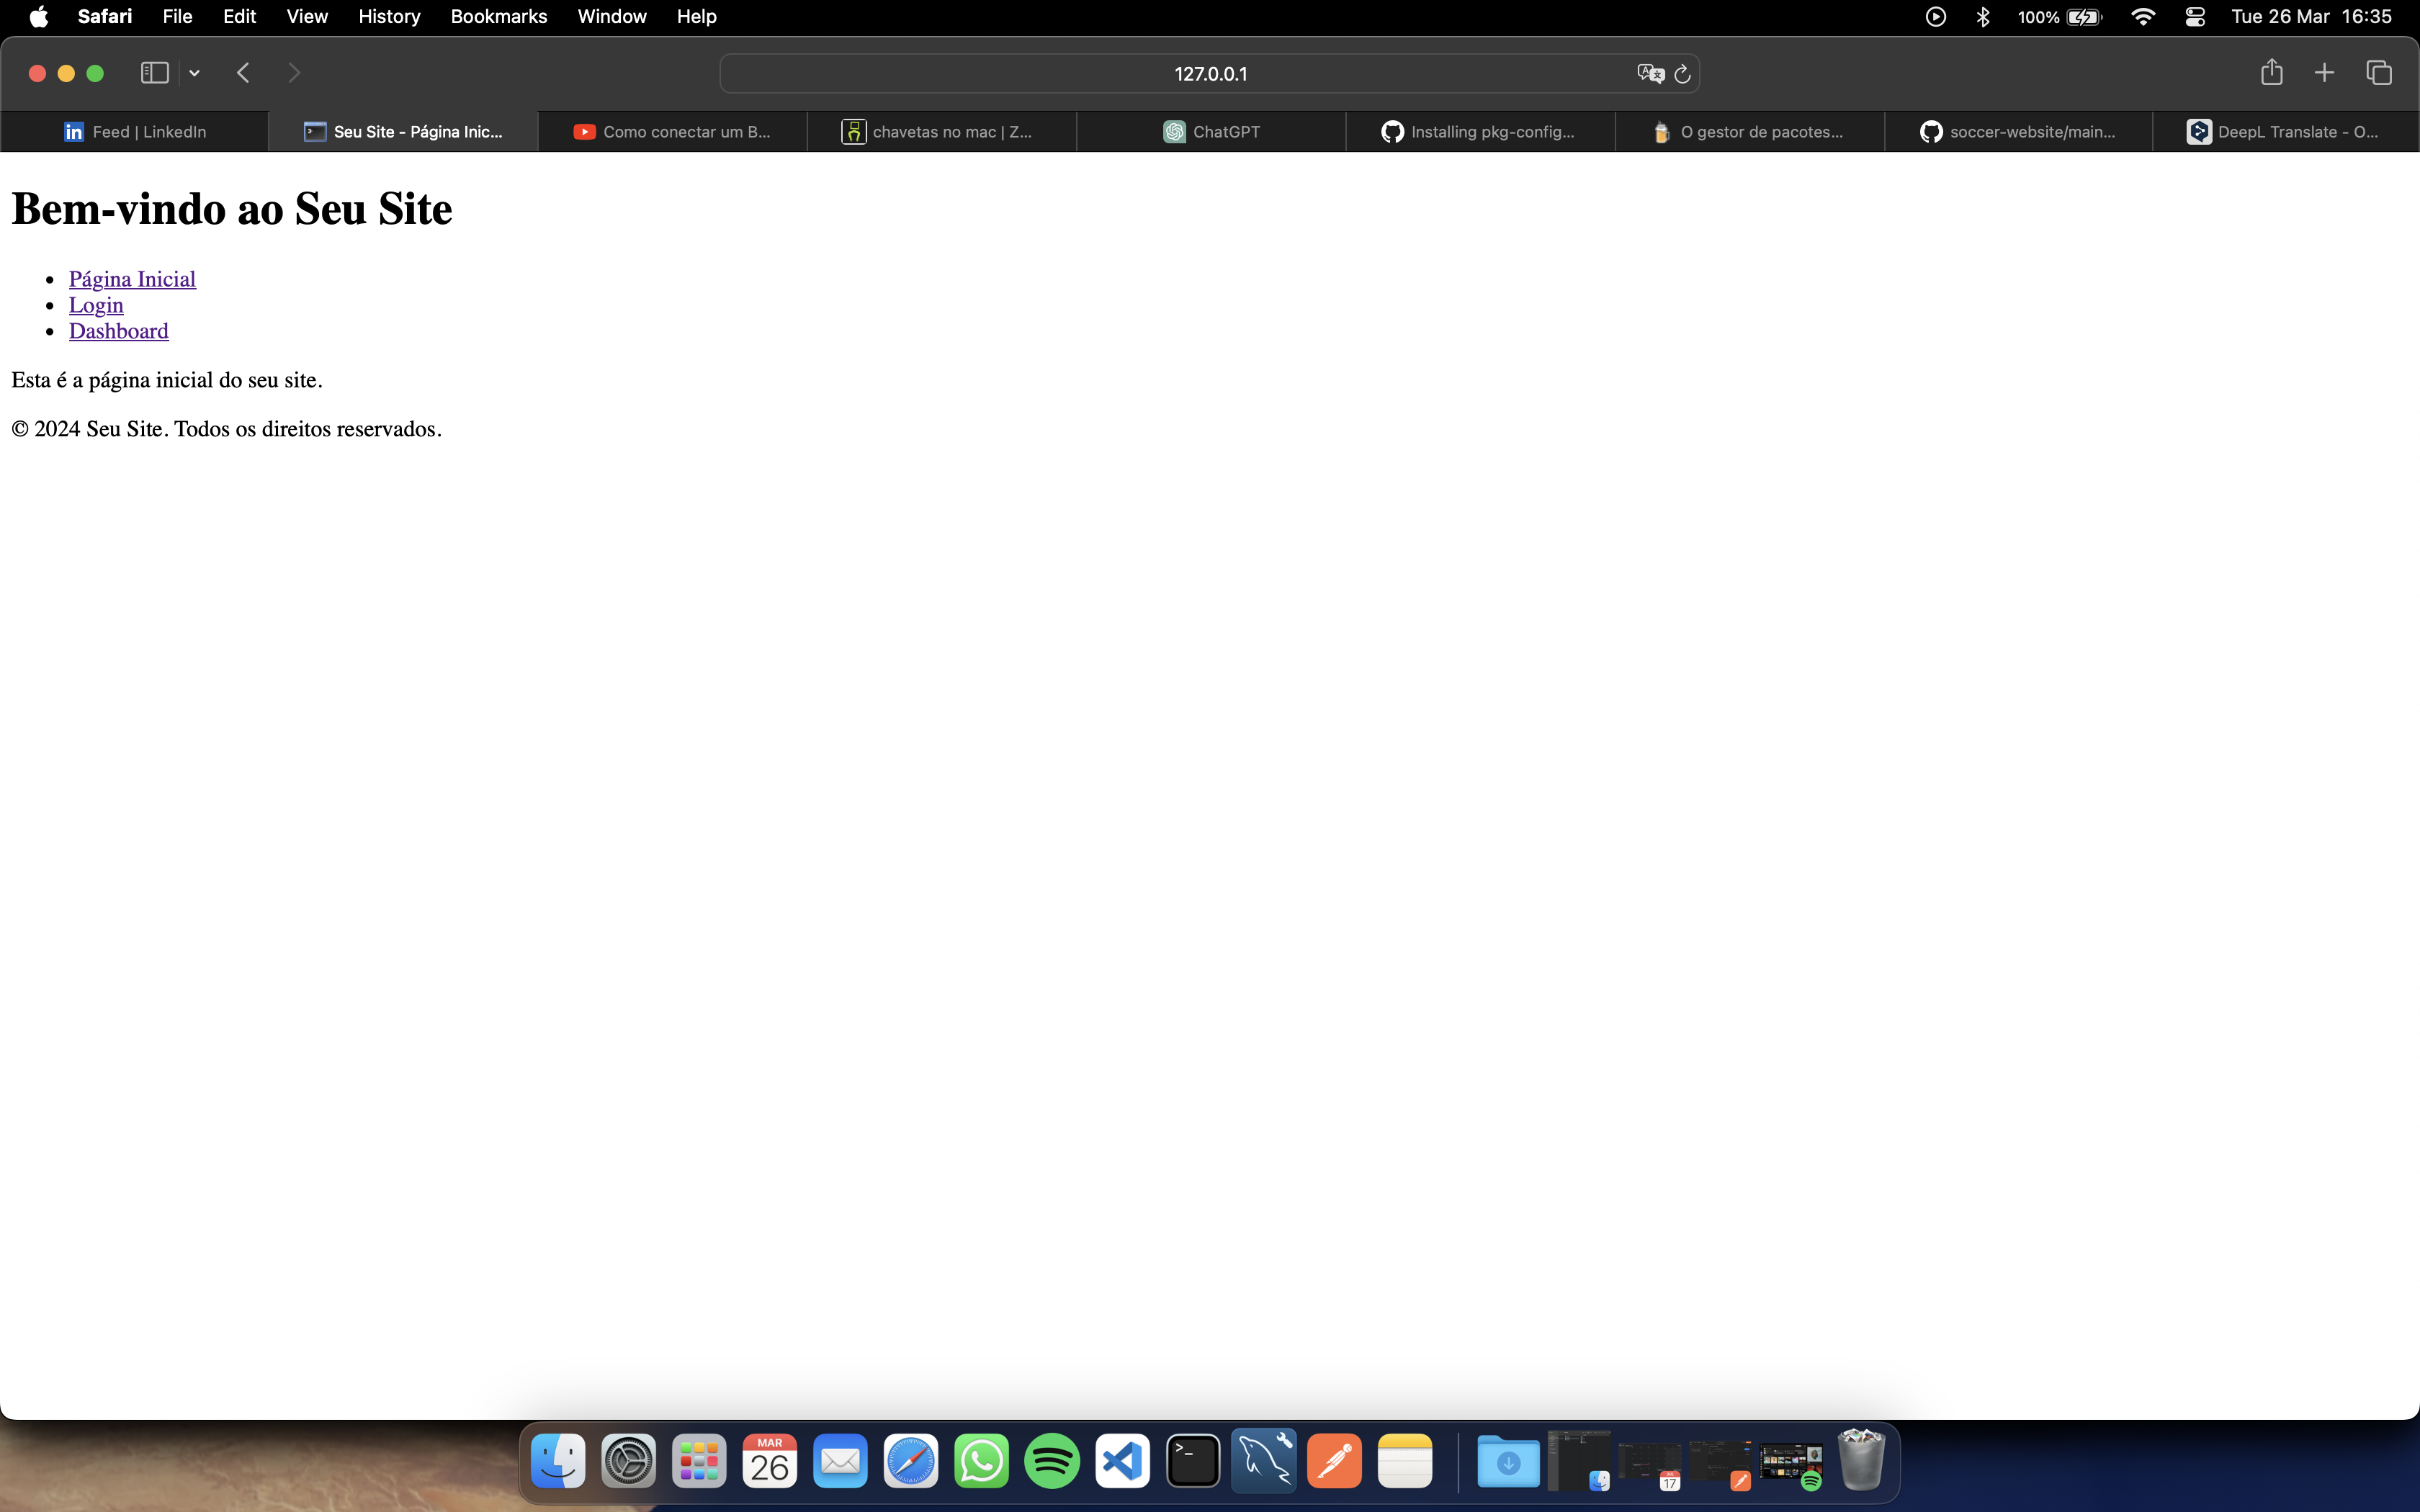 Safari File Edit View History Bookmarks Window Help 100% Tue 26 Mar 16:35
127.0.0.1
Feed | LinkedIn Seu Site - Página Inic... Como conectar um B... chavetas no mac | Z... ChatGPT Installing pkg-config... O gestor de pacotes... soccer-website/main... DeepL Translate - O...
Bem-vindo ao Seu Site
• Página Inicial
• Login
• Dashboard
Esta é a página inicial do seu site.
© 2024 Seu Site. Todos os direitos reservados.
MAR
26
17